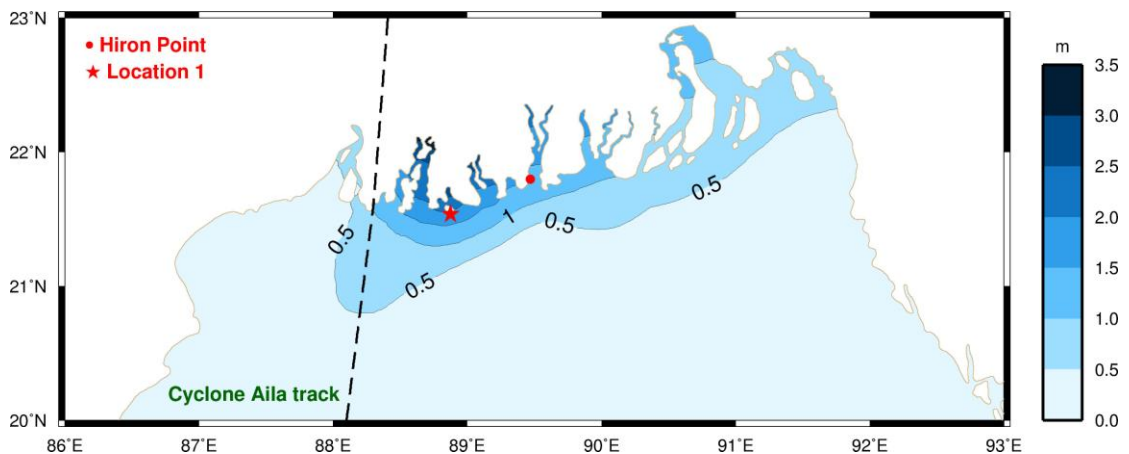 23°N
22°N
21°N
20°N
Hiron Point
Location 1
0.5
0.5
1
0.5
0.5
Cyclone Aila track
86°E
87°E
88°E
89°E
90°E
91°E
92°E
93°E
m
3.5
3.0
2.5
2.0
1.5
1.0
0.5
0.0